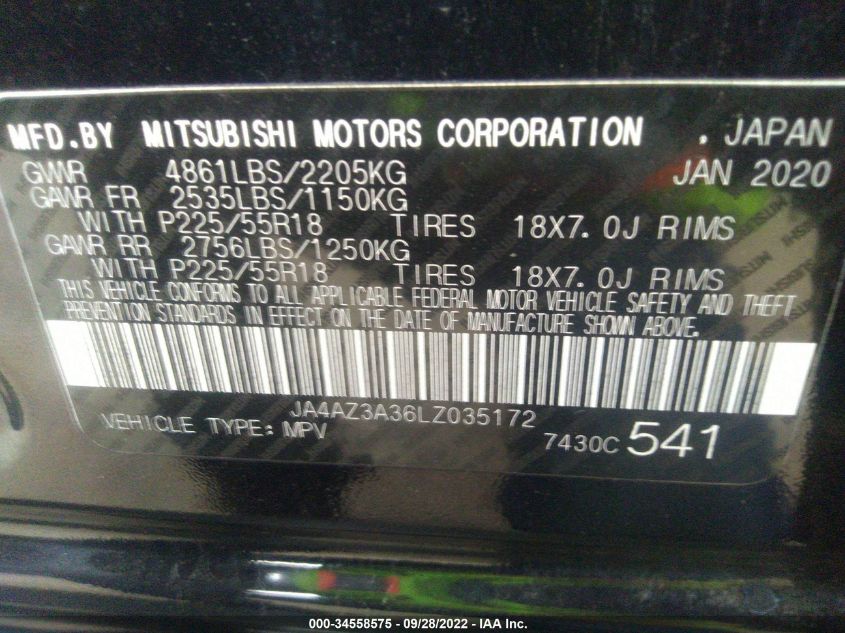 MFD.BY MITSUBISHI MOTORS CORPORATION . JAPAN
GVWR 4861LBS/2205KG JAN 2020
GAWR FR 2535LBS/1150KG
WITH P225/55R18 TIRES 18X7.0J RIMS
GAWR RR 2756LBS/1250KG
WITH P225/55R18 TIRES 18X7.0J RIMS
THIS VEHICLE CONFORMS TO ALL APPLICABLE FEDERAL MOTOR VEHICLE SAFETY AND THEFT
PREVENTION STANDARDS IN EFFECT ON THE DATE OF MANUFACTURE SHOWN ABOVE.
JA4AZ3A36LZ035172
VEHICLE TYPE: MPV 7430C 541
000-34558575 - 09/28/2022 - IAA Inc.